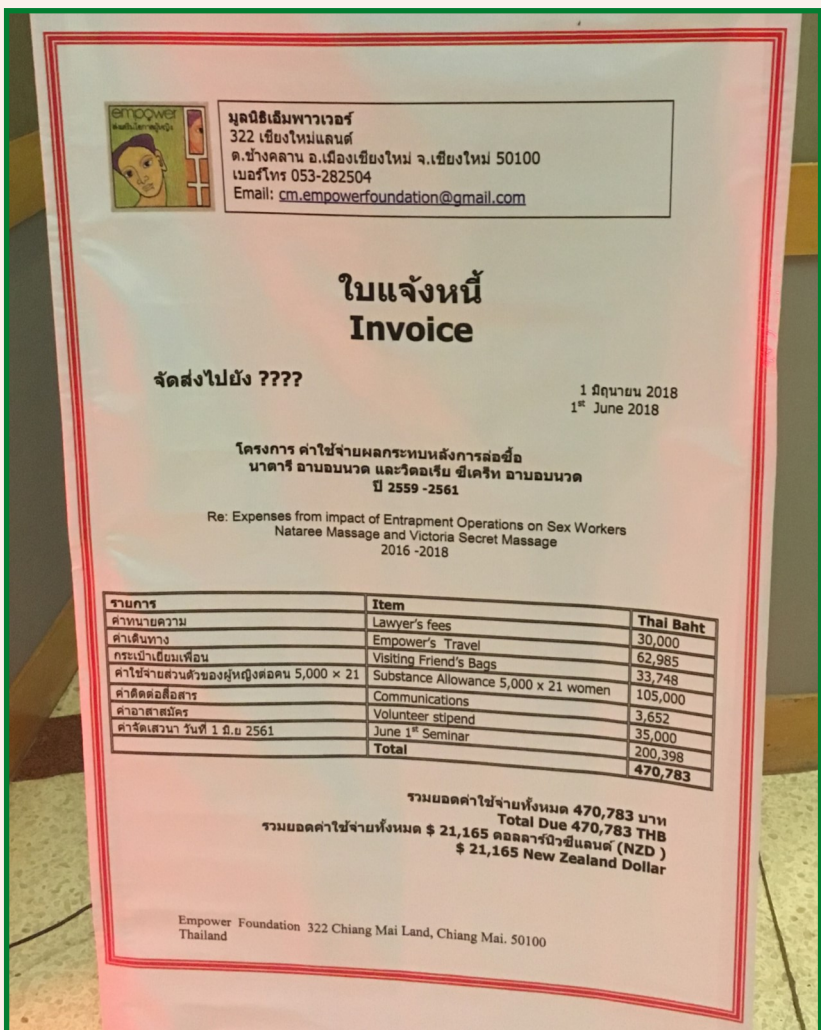 empower
ส่งเสริมโอกาสผู้หญิง
มูลนิธิเอ็มพาวเวอร์
322 เชียงใหม่แลนด์
ต.ช้างคลาน อ.เมืองเชียงใหม่ จ.เชียงใหม่ 50100
เบอร์โทร 053-282504
Email: cm.empowerfoundation@gmail.com
ใบแจ้งหนี้
Invoice
จัดส่งไปยัง ????
1 มิถุนายน 2018
1st June 2018
โครงการ ค่าใช้จ่ายผลกระทบหลังการล่อซื้อ
นาตารี อาบอบนวด และวิตอเรีย ซีเครีท อาบอบนวด
ปี 2559 -2561
Re: Expenses from impact of Entrapment Operations on Sex Workers
Nataree Massage and Victoria Secret Massage
2016 -2018
รายการ Item Thai Baht
ค่าทนายความ Lawyer's fees 30,000
ค่าเดินทาง Empower's Travel 62,985
กระเป๋าเยี่ยมเพื่อน Visiting Friend's Bags 33,748
ค่าใช้จ่ายส่วนตัวของผู้หญิงต่อคน 5,000 × 21 Substance Allowance 5,000 x 21 women 105,000
ค่าติดต่อสื่อสาร Communications 3,652
ค่าอาสาสมัคร Volunteer stipend 35,000
ค่าจัดเสวนา วันที่ 1 มิ.ย 2561 June 1st Seminar 200,398
Total 470,783
รวมยอดค่าใช้จ่ายทั้งหมด 470,783 บาท
Total Due 470,783 THB
รวมยอดค่าใช้จ่ายทั้งหมด $ 21,165 ดอลลาร์นิวซีแลนด์ (NZD )
$ 21,165 New Zealand Dollar
Empower Foundation 322 Chiang Mai Land, Chiang Mai. 50100
Thailand